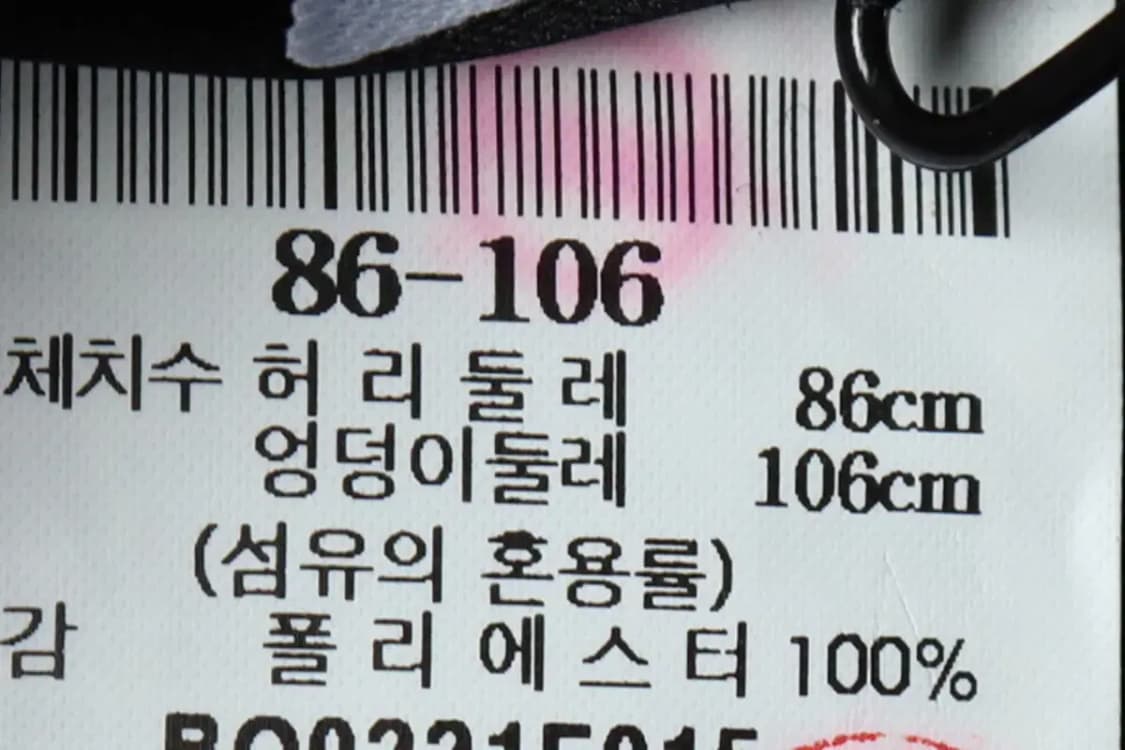 86-106
체치수 허리둘레 86cm
엉덩이둘레 106cm
(섬유의 혼용률)
감 폴리에스터 100%